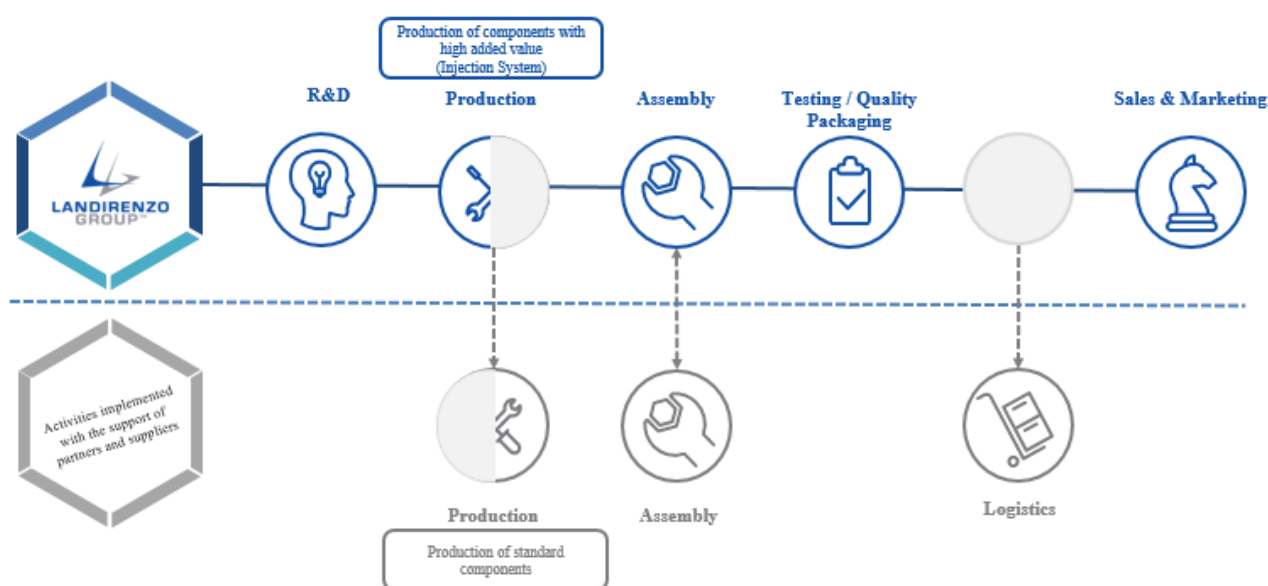 Production of components with
high added value
(Injection System)
R&D
Production
Assembly
Testing / Quality
Packaging
Sales & Marketing
LANDIRENZO
GROUP™
Activities implemented
with the support of
partners and suppliers
Production
Assembly
Logistics
Production of standard
components